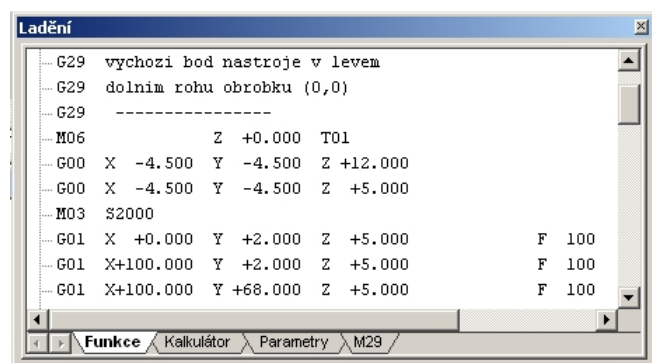 Ladění
G29 vychozi bod nastroje v levem
G29 dolnim rohu obrobku (0,0)
G29 ----------------
M06 Z +0.000 T01
G00 X -4.500 Y -4.500 Z +12.000
G00 X -4.500 Y -4.500 Z +5.000
M03 S2000
G01 X +0.000 Y +2.000 Z +5.000 F 100
G01 X+100.000 Y +2.000 Z +5.000 F 100
G01 X+100.000 Y +68.000 Z +5.000 F 100
Funkce Kalkulátor Parametry M29